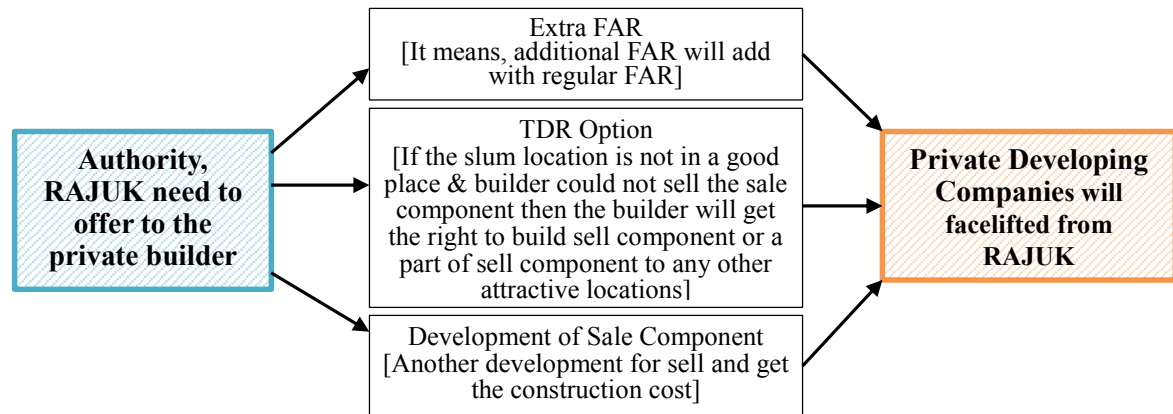 Authority,
RAJUK need to
offer to the
private builder
Extra FAR
[It means, additional FAR will add
with regular FAR]
TDR Option
[If the slum location is not in a good
place & builder could not sell the sale
component then the builder will get
the right to build sell component or a
part of sell component to any other
attractive locations]
Development of Sale Component
[Another development for sell and get
the construction cost]
Private Developing
Companies will
facelifted from
RAJUK